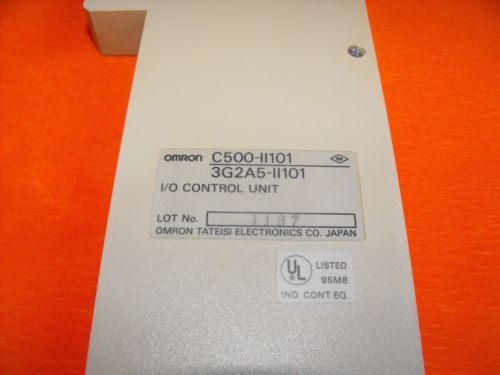 OMRON C500-II101
3G2A5-II101
I/O CONTROL UNIT
LOT No. 1187
OMRON TATEISI ELECTRONICS CO. JAPAN
UL LISTED
95M8
IND. CONT. EQ.